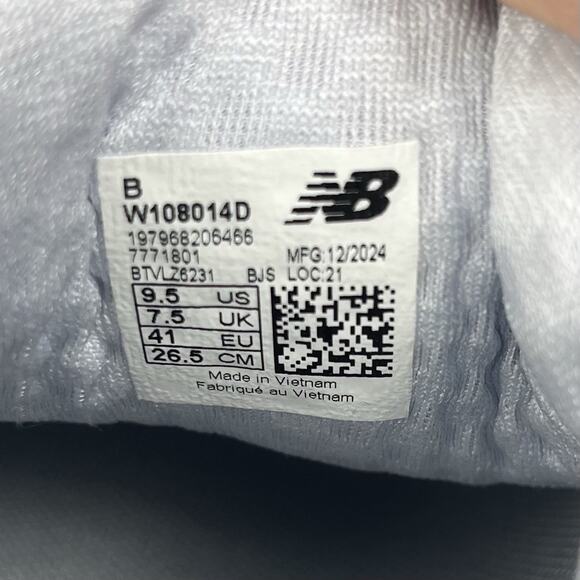 B
W108014D
NB
197968206466
7771801 MFG:12/2024
BTVLZ6231 BJS LOC:21
9.5 US
7.5 UK
41 EU
26.5 CM
Made in Vietnam
Fabriqué au Vietnam